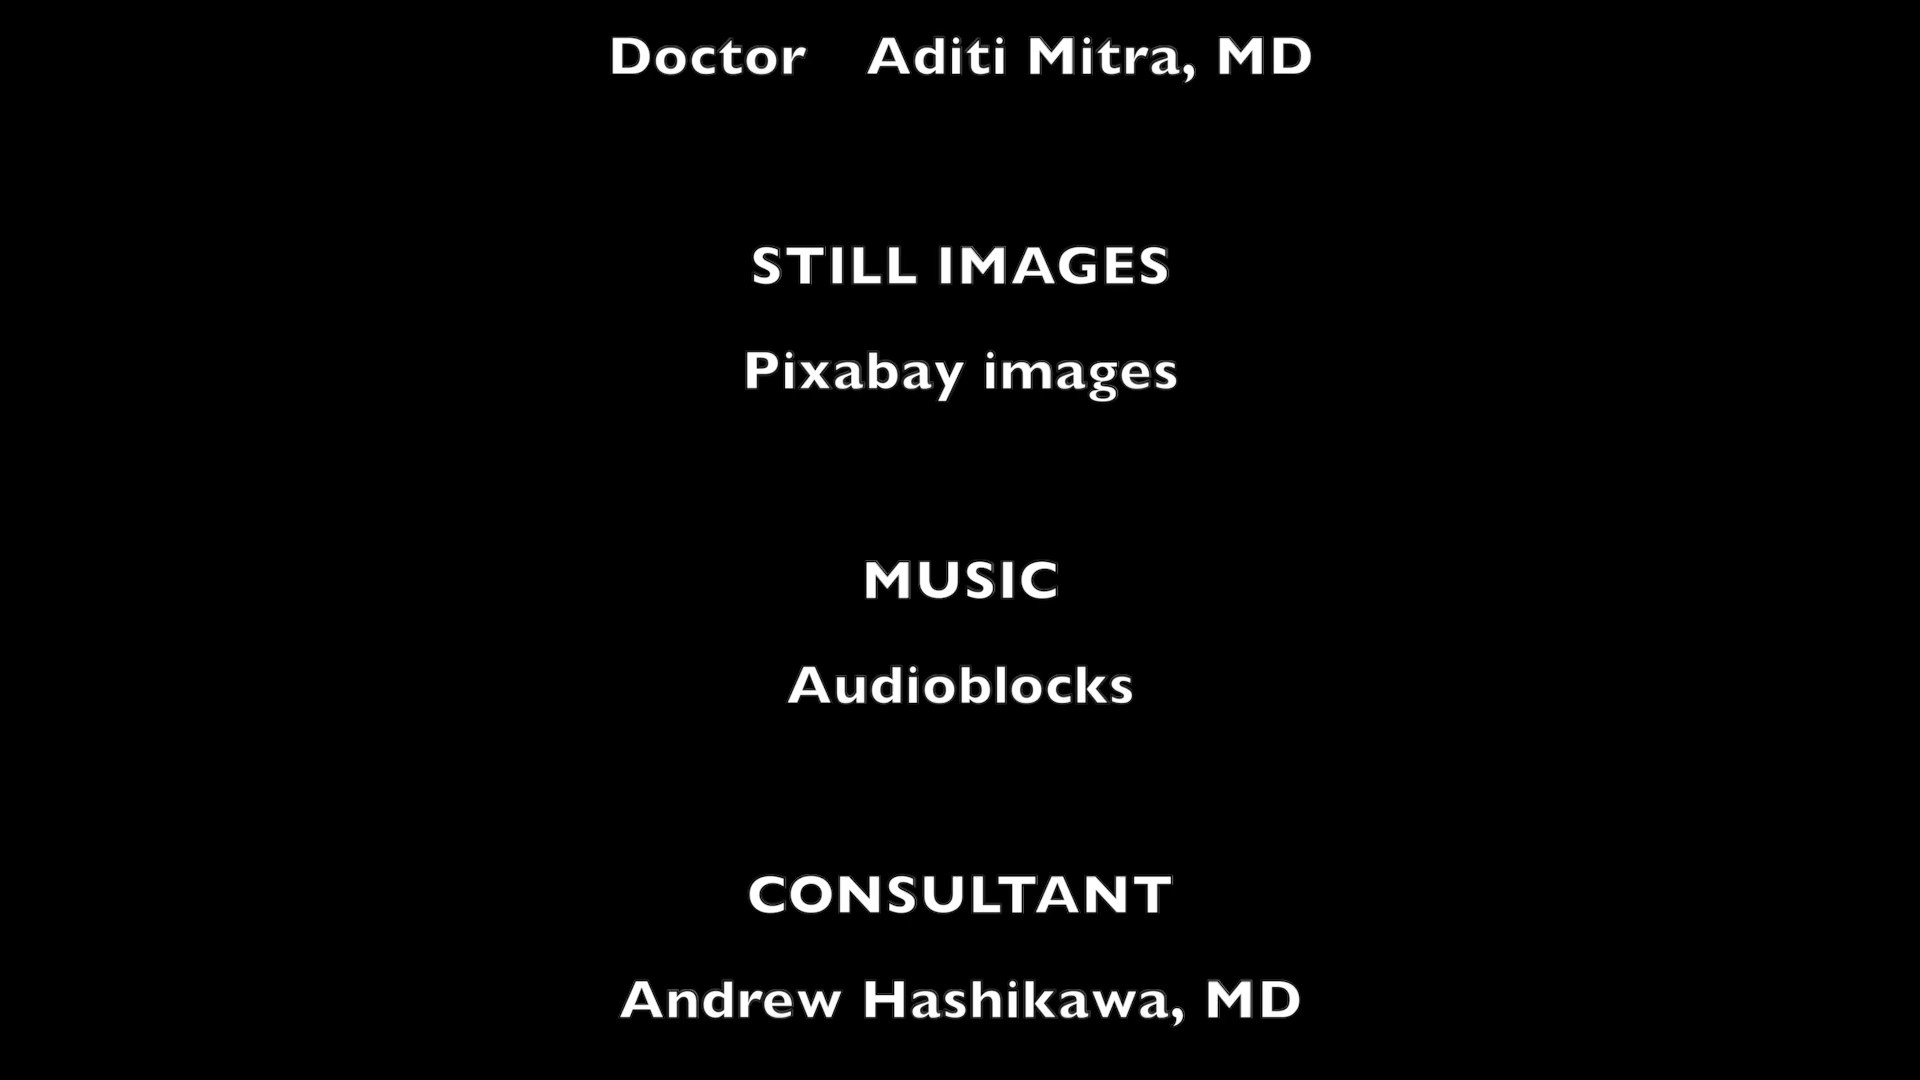 Doctor Aditi Mitra, MD
STILL IMAGES
Pixabay images
MUSIC
Audioblocks
CONSULTANT
Andrew Hashikawa, MD